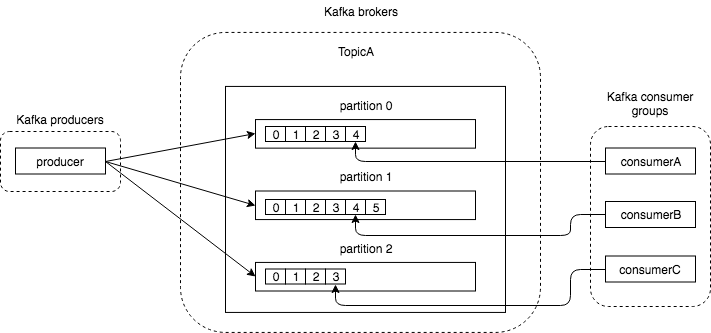 Kafka brokers
TopicA
Kafka producers
producer
partition 0
0 1 2 3 4
partition 1
0 1 2 3 4 5
partition 2
0 1 2 3
Kafka consumer
groups
consumerA
consumerB
consumerC